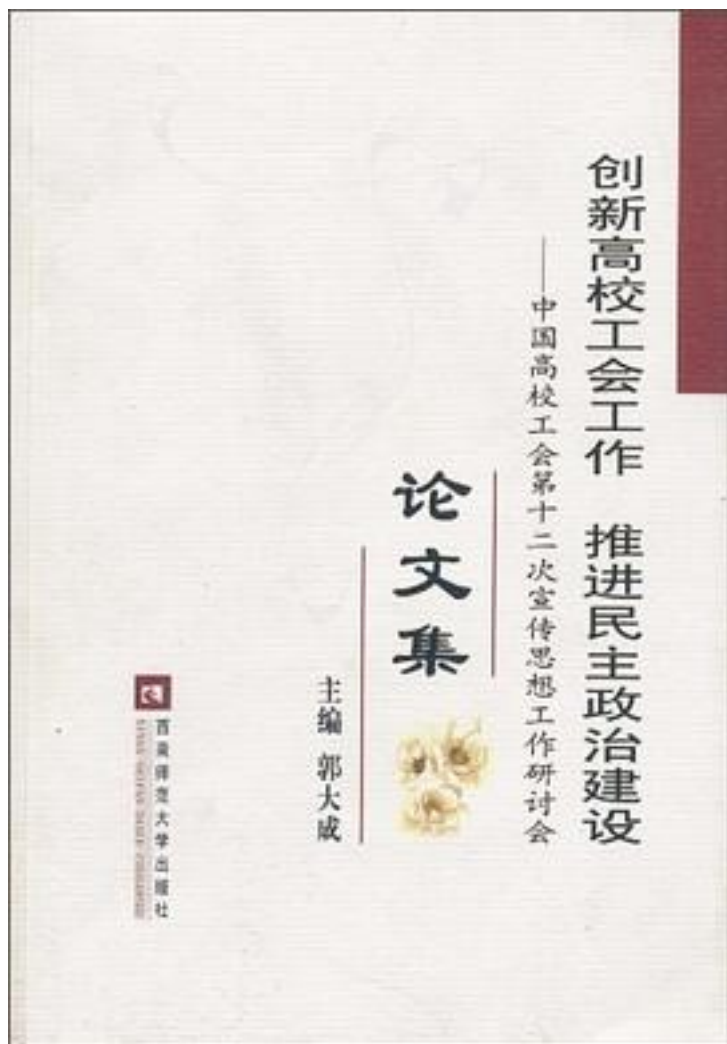 创新高校工会工作 推进民主政治建设
——中国高校工会第十二次宣传思想工作研讨会
论文集
主编 郭大成
西南师范大学出版社